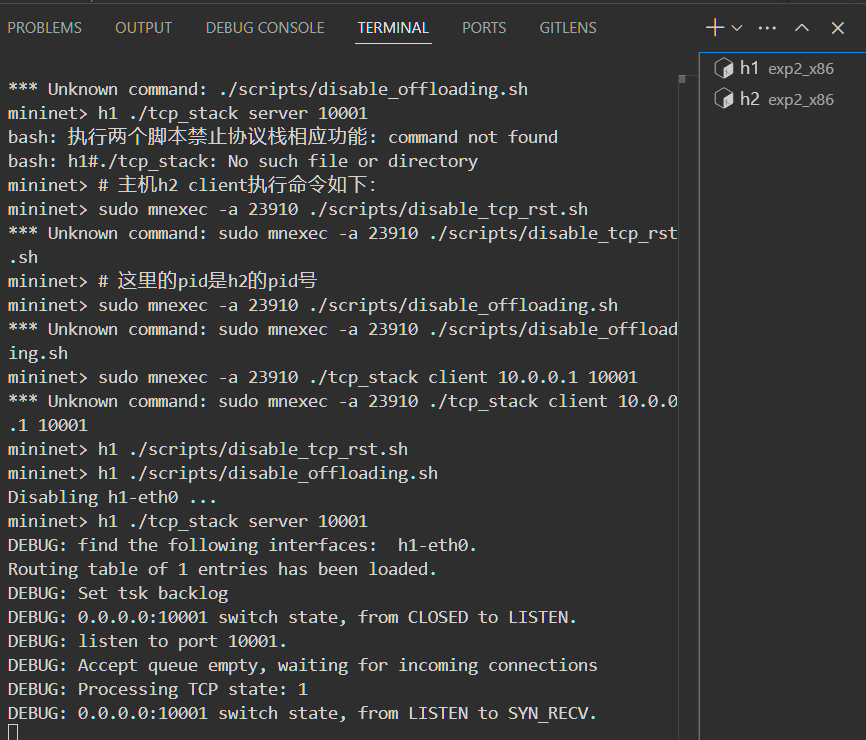 PROBLEMS OUTPUT DEBUG CONSOLE TERMINAL PORTS GITLENS
*** Unknown command: ./scripts/disable_offloading.sh
mininet> h1 ./tcp_stack server 10001
bash: 执行两个脚本禁止协议栈相应功能: command not found
bash: h1#./tcp_stack: No such file or directory
mininet> # 主机h2 client执行命令如下:
mininet> sudo mnexec -a 23910 ./scripts/disable_tcp_rst.sh
*** Unknown command: sudo mnexec -a 23910 ./scripts/disable_tcp_rst
.sh
mininet> # 这里的pid是h2的pid号
mininet> sudo mnexec -a 23910 ./scripts/disable_offloading.sh
*** Unknown command: sudo mnexec -a 23910 ./scripts/disable_offload
ing.sh
mininet> sudo mnexec -a 23910 ./tcp_stack client 10.0.0.1 10001
*** Unknown command: sudo mnexec -a 23910 ./tcp_stack client 10.0.0
.1 10001
mininet> h1 ./scripts/disable_tcp_rst.sh
mininet> h1 ./scripts/disable_offloading.sh
Disabling h1-eth0 ...
mininet> h1 ./tcp_stack server 10001
DEBUG: find the following interfaces:  h1-eth0.
Routing table of 1 entries has been loaded.
DEBUG: Set tsk backlog
DEBUG: 0.0.0.0:10001 switch state, from CLOSED to LISTEN.
DEBUG: listen to port 10001.
DEBUG: Accept queue empty, waiting for incoming connections
DEBUG: Processing TCP state: 1
DEBUG: 0.0.0.0:10001 switch state, from LISTEN to SYN_RECV.
h1 exp2_x86
h2 exp2_x86